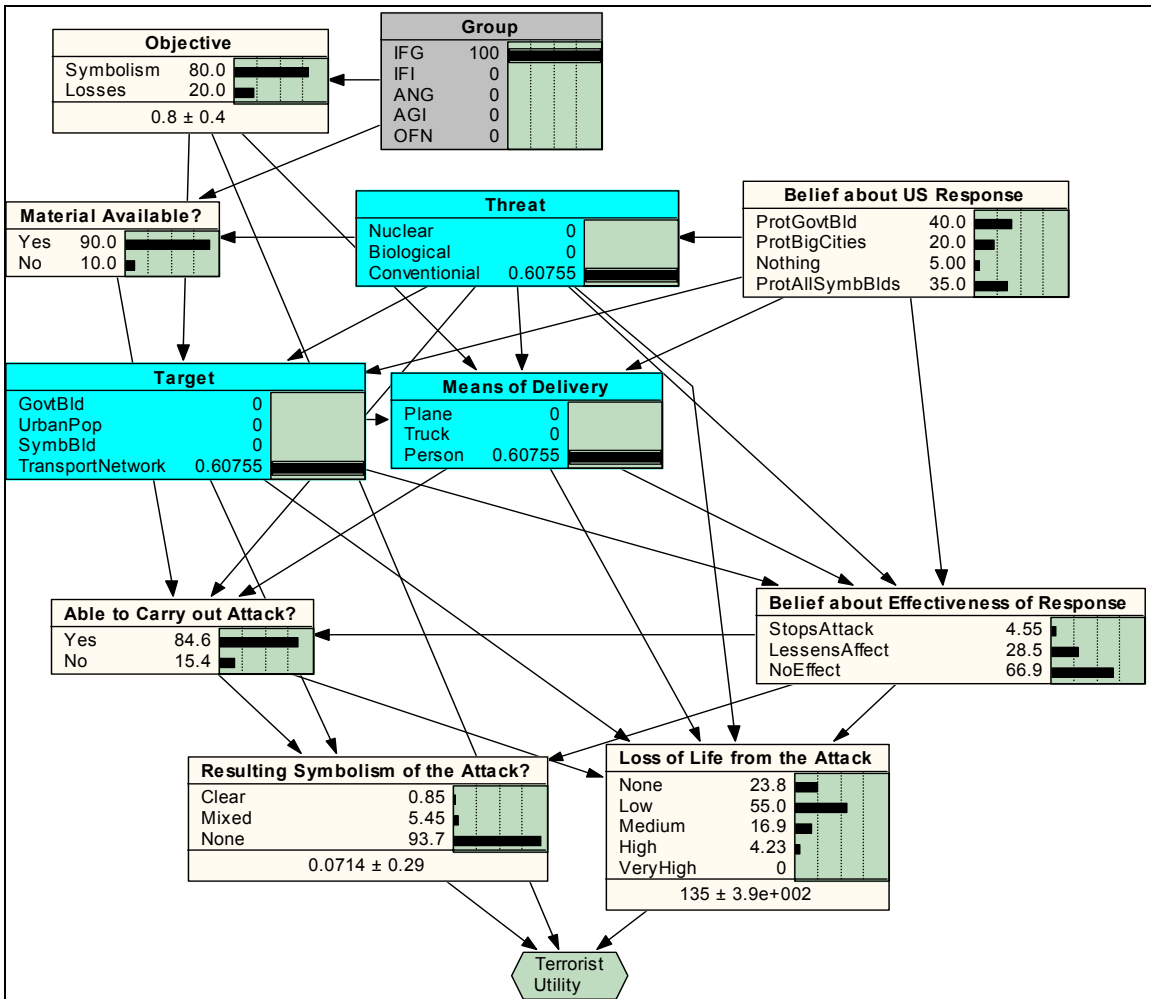 Objective
Symbolism 80.0
Losses 20.0
0.8 ± 0.4
Group
IFG 100
IFI 0
ANG 0
AGI 0
OFN 0
Material Available?
Yes 90.0
No 10.0
Threat
Nuclear 0
Biological 0
Conventionial 0.60755
Belief about US Response
ProtGovtBld 40.0
ProtBigCities 20.0
Nothing 5.00
ProtAllSymbBlds 35.0
Target
GovtBld 0
UrbanPop 0
SymbBld 0
TransportNetwork 0.60755
Means of Delivery
Plane 0
Truck 0
Person 0.60755
Able to Carry out Attack?
Yes 84.6
No 15.4
Belief about Effectiveness of Response
StopsAttack 4.55
LessensAffect 28.5
NoEffect 66.9
Resulting Symbolism of the Attack?
Clear 0.85
Mixed 5.45
None 93.7
0.0714 ± 0.29
Loss of Life from the Attack
None 23.8
Low 55.0
Medium 16.9
High 4.23
VeryHigh 0
135 ± 3.9e+002
Terrorist
Utility